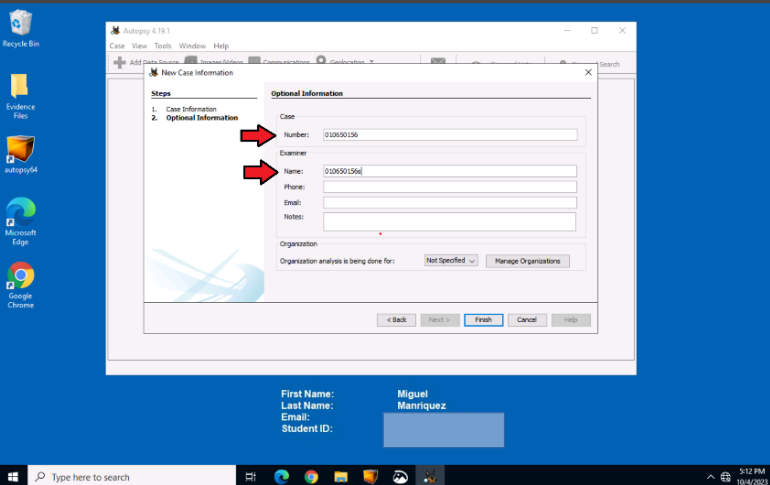 Recycle Bin
Evidence
Files
autopsy64
Microsoft
Edge
Google
Chrome
Autopsy 4.19.1
Case View Tools Window Help
Add Data Source Images/Videos Communications Geolocation Search
New Case Information
Steps
1. Case Information
2. Optional Information
Optional Information
Case
Number: 010650156
Examiner
Name: 010650156s
Phone:
Email:
Notes:
Organization
Organization analysis is being done for: Not Specified Manage Organizations
< Back Next > Finish Cancel Help
First Name: Miguel
Last Name: Manriquez
Email:
Student ID:
Type here to search
5:12 PM
10/4/2023